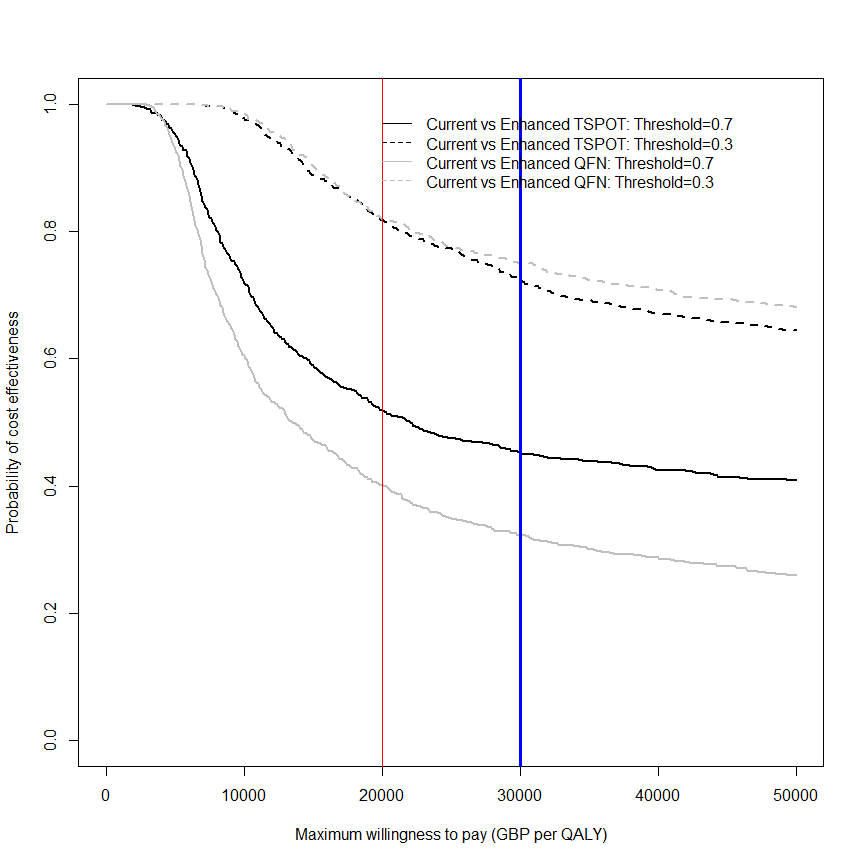 Current vs Enhanced TSPOT: Threshold=0.7
Current vs Enhanced TSPOT: Threshold=0.3
Current vs Enhanced QFN: Threshold=0.7
Current vs Enhanced QFN: Threshold=0.3
Probability of cost effectiveness
1.0
0.8
0.6
0.4
0.2
0.0
0 10000 20000 30000 40000 50000
Maximum willingness to pay (GBP per QALY)